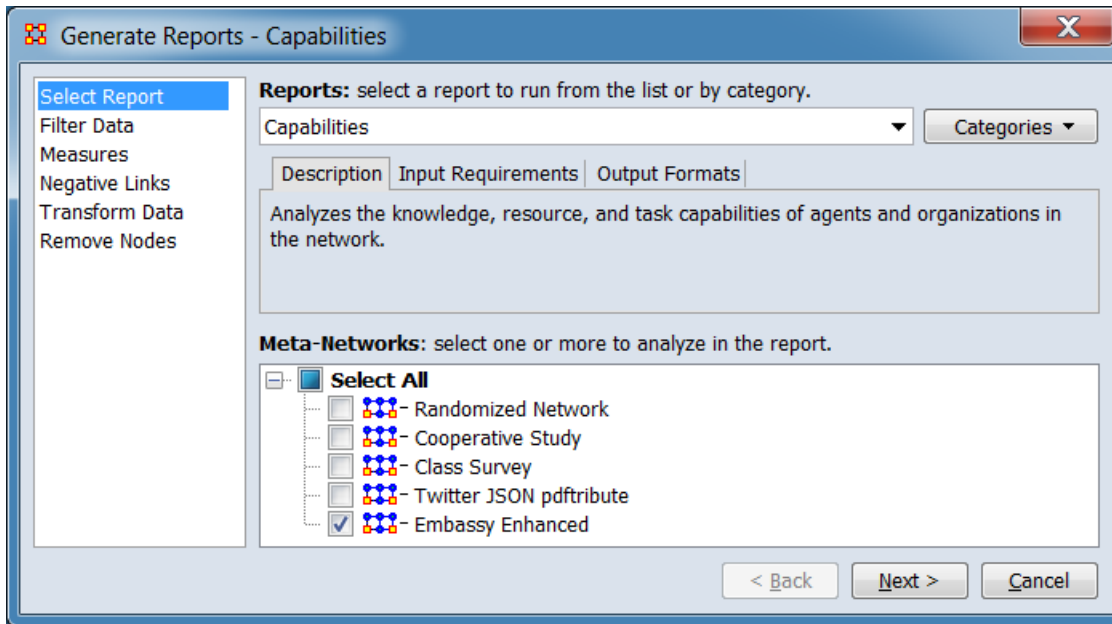 Generate Reports - Capabilities
X
Select Report
Filter Data
Measures
Negative Links
Transform Data
Remove Nodes
Reports: select a report to run from the list or by category.
Capabilities
Categories
Description
Input Requirements
Output Formats
Analyzes the knowledge, resource, and task capabilities of agents and organizations in
the network.
Meta-Networks: select one or more to analyze in the report.
Select All
Randomized Network
Cooperative Study
Class Survey
Twitter JSON pdftribute
Embassy Enhanced
< Back
Next >
Cancel